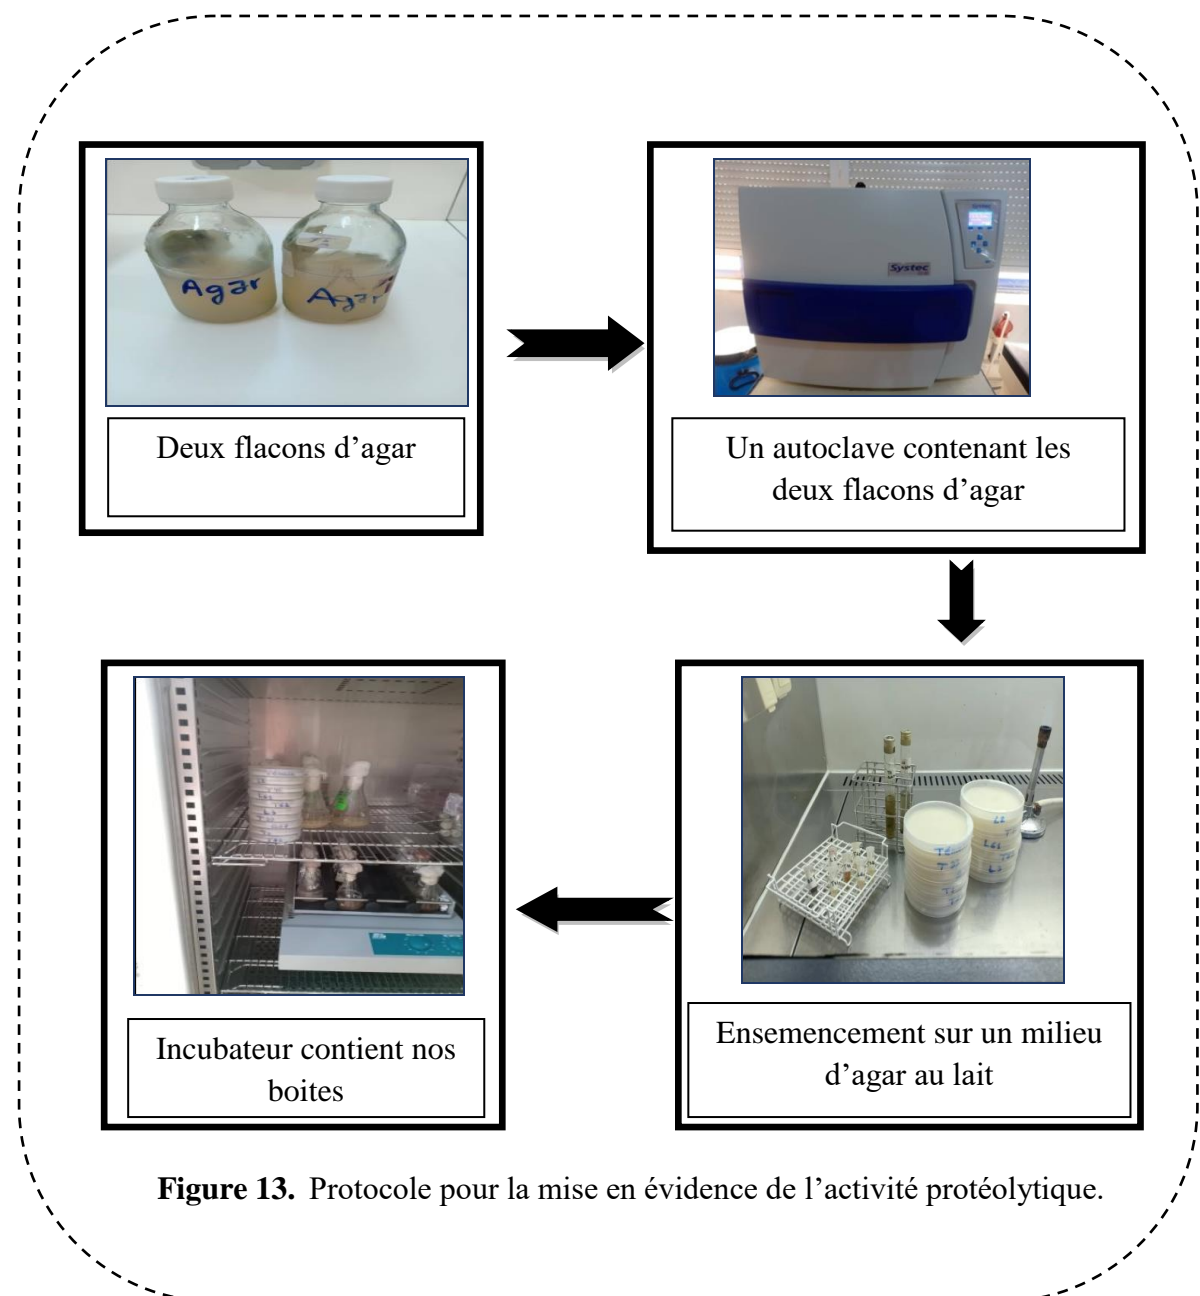 Agar
Agar
Systec
Deux flacons d’agar
Un autoclave contenant les
deux flacons d’agar
Ensemencement sur un milieu
d’agar au lait
Incubateur contient nos
boites
Figure 13. Protocole pour la mise en évidence de l’activité protéolytique.